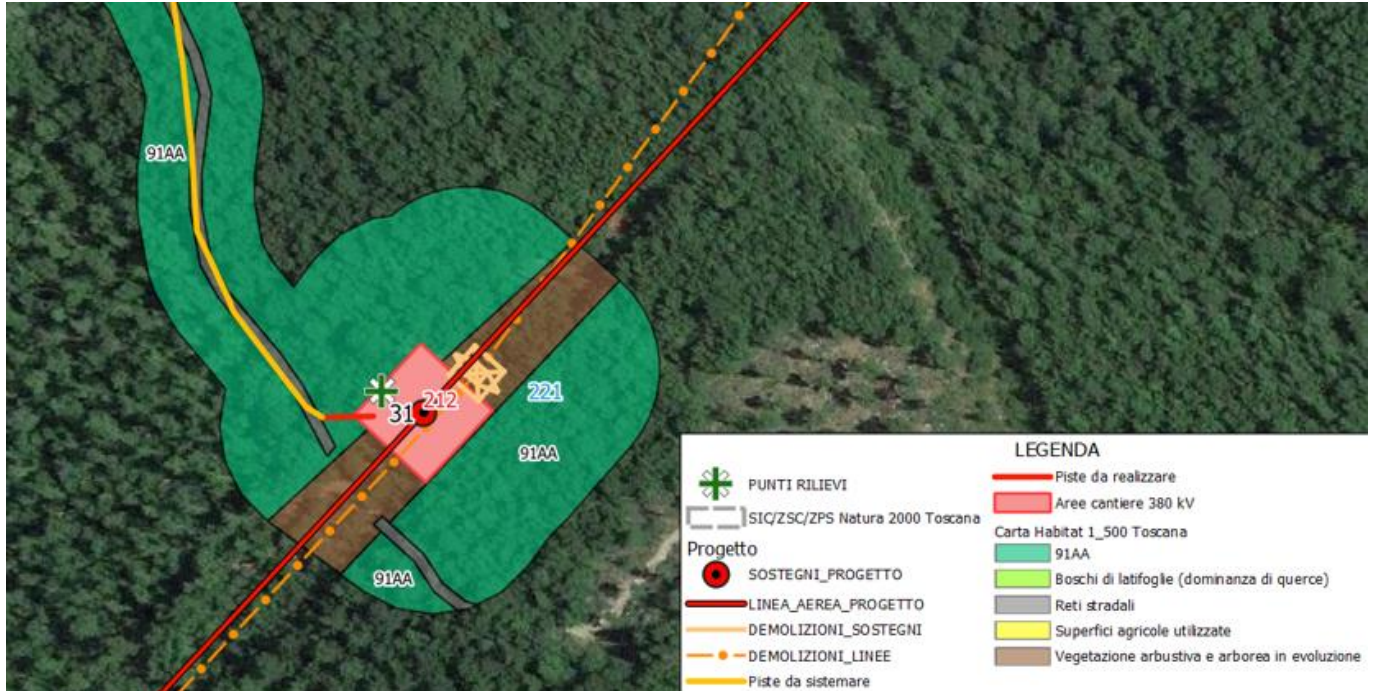 91AA
31
212
221
91AA
91AA
LEGENDA
PUNTI RILIEVI
SIC/ZSC/ZPS Natura 2000 Toscana
Progetto
SOSTEGNI_PROGETTO
LINEA_AEREA_PROGETTO
DEMOLIZIONI_SOSTEGNI
DEMOLIZIONI_LINEE
Piste da sistemare
Piste da realizzare
Aree cantiere 380 kV
Carta Habitat 1_500 Toscana
91AA
Boschi di latifoglie (dominanza di querce)
Reti stradali
Superfici agricole utilizzate
Vegetazione arbustiva e arborea in evoluzione